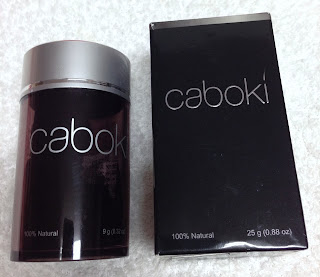 caboki
100% Natural
caboki
100% Natural 25 g (0.88 oz)